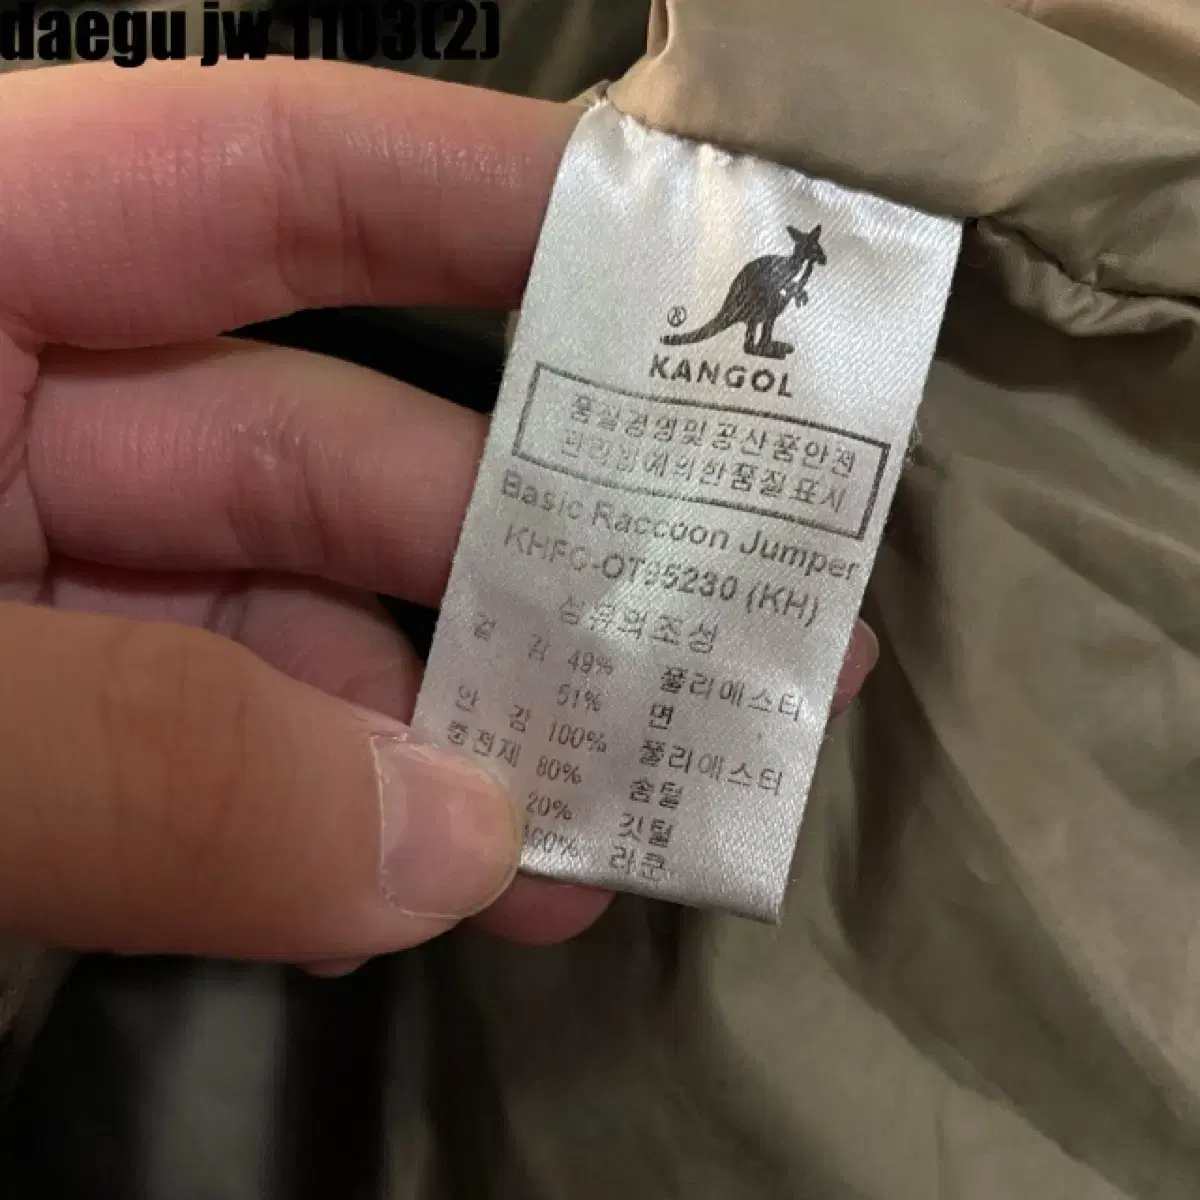 daegu jw 1103(2)
®
KANGOL
품질경영및공산품안전
관리법에의한품질표시
Basic Raccoon Jumper
KHFG-OT95230 (KH)
섬유의조성
겉 감 49% 폴리에스터
51% 면
안 감 100% 폴리에스터
충전제 80% 솜털
20% 깃털
100% 라쿤